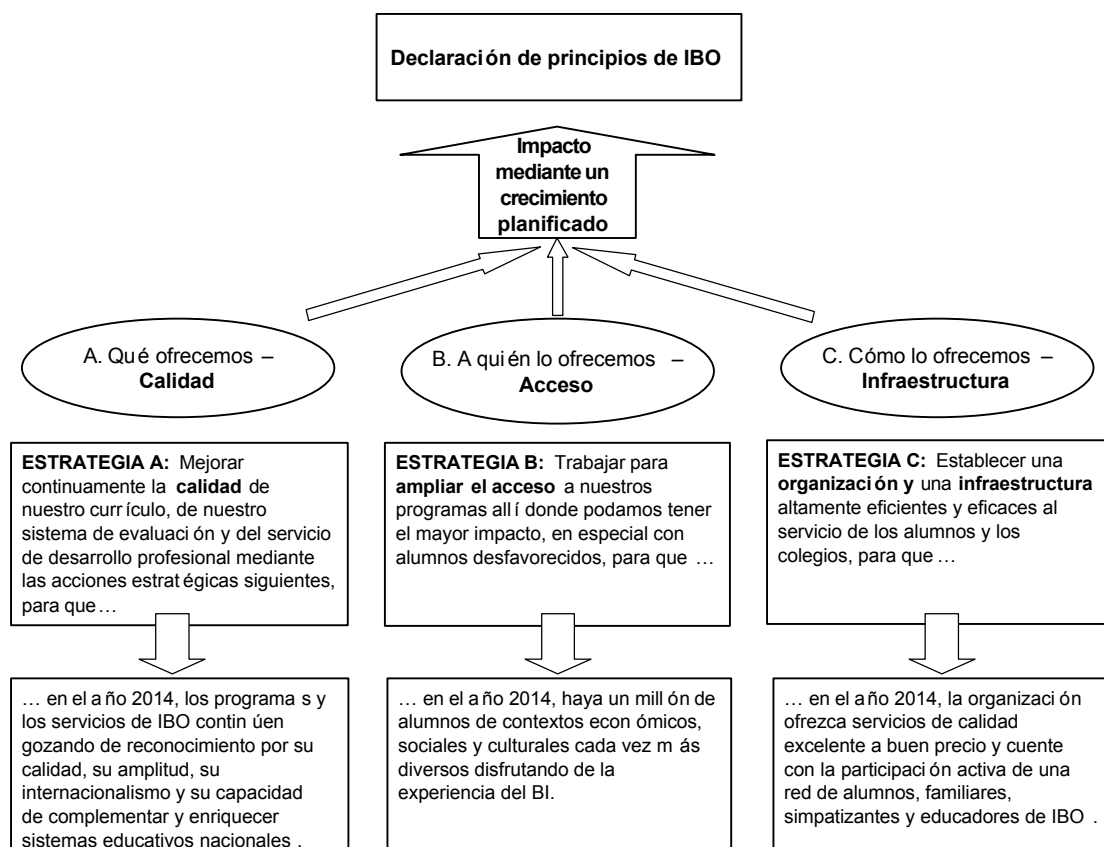 Declaración de principios de IBO
Impacto
mediante un
crecimiento
planificado
A. Qué ofrecemos –
Calidad
B. A quién lo ofrecemos –
Acceso
C. Cómo lo ofrecemos –
Infraestructura
ESTRATEGIA A: Mejorar
continuamente la calidad de
nuestro currículo, de nuestro
sistema de evaluación y del servicio
de desarrollo profesional mediante
las acciones estratégicas siguientes,
para que …
ESTRATEGIA B: Trabajar para
ampliar el acceso a nuestros
programas allí donde podamos tener
el mayor impacto, en especial con
alumnos desfavorecidos, para que …
ESTRATEGIA C: Establecer una
organización y una infraestructura
altamente eficientes y eficaces al
servicio de los alumnos y los
colegios, para que …
… en el año 2014, los programas y
los servicios de IBO continúen
gozando de reconocimiento por su
calidad, su amplitud, su
internacionalismo y su capacidad
de complementar y enriquecer
sistemas educativos nacionales.
… en el año 2014, haya un millón de
alumnos de contextos económicos,
sociales y culturales cada vez más
diversos disfrutando de la
experiencia del BI.
… en el año 2014, la organización
ofrezca servicios de calidad
excelente a buen precio y cuente
con la participación activa de una
red de alumnos, familiares,
simpatizantes y educadores de IBO.